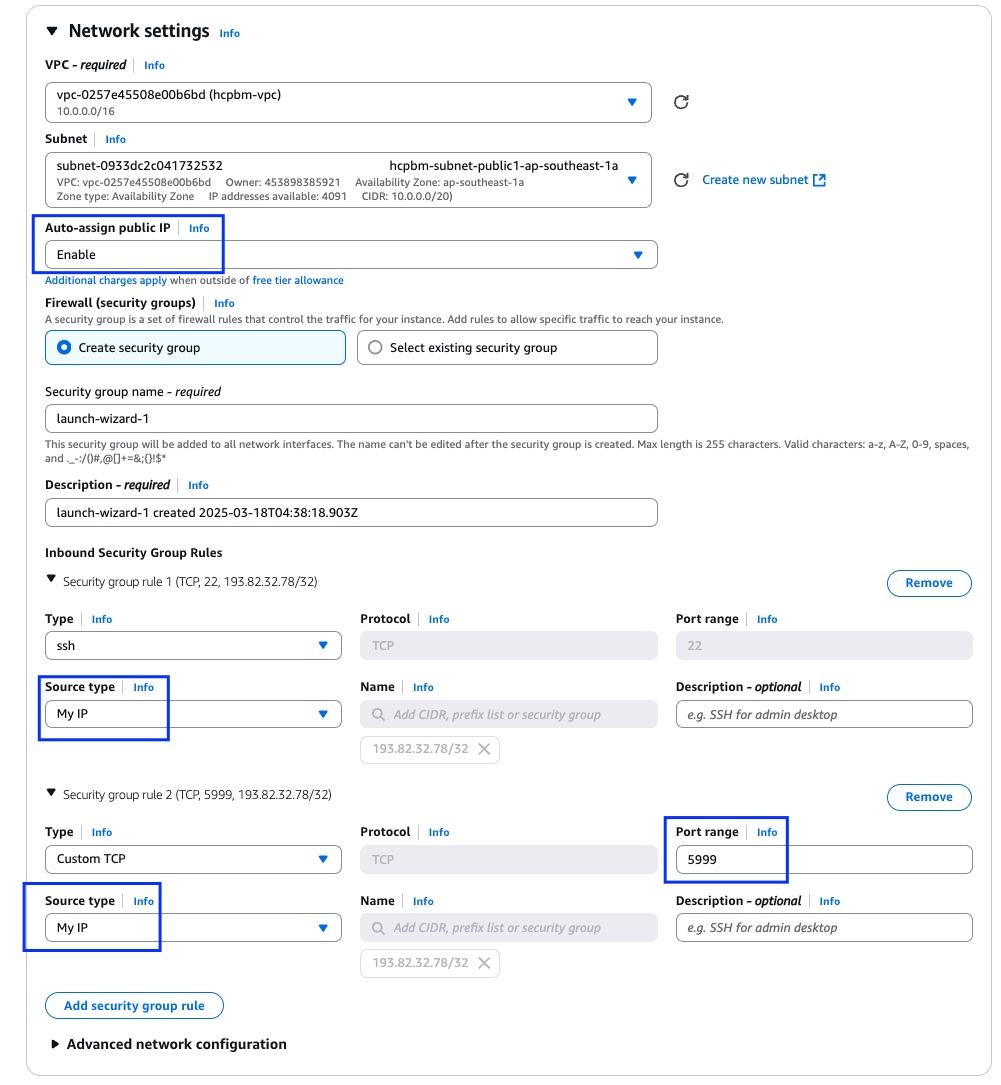 Network settings Info
VPC - required Info
vpc-0257e45508e00b6bd (hcpbm-vpc)
10.0.0.0/16
Subnet Info
subnet-0933dc2c041732532 hcpbm-subnet-public1-ap-southeast-1a
VPC: vpc-0257e45508e00b6bd Owner: 453898385921 Availability Zone: ap-southeast-1a
Zone type: Availability Zone IP addresses available: 4091 CIDR: 10.0.0.0/20)
Create new subnet
Auto-assign public IP Info
Enable
Additional charges apply when outside of free tier allowance
Firewall (security groups) Info
A security group is a set of firewall rules that control the traffic for your instance. Add rules to allow specific traffic to reach your instance.
Create security group Select existing security group
Security group name - required
launch-wizard-1
This security group will be added to all network interfaces. The name can't be edited after the security group is created. Max length is 255 characters. Valid characters: a-z, A-Z, 0-9, spaces,
and ._-:/()#,@[]+=&;{}!$*
Description - required Info
launch-wizard-1 created 2025-03-18T04:38:18.903Z
Inbound Security Group Rules
Security group rule 1 (TCP, 22, 193.82.32.78/32) Remove
Type Info Protocol Info Port range Info
ssh TCP 22
Source type Info Name Info Description - optional Info
My IP Add CIDR, prefix list or security group e.g. SSH for admin desktop
193.82.32.78/32
Security group rule 2 (TCP, 5999, 193.82.32.78/32) Remove
Type Info Protocol Info Port range Info
Custom TCP TCP 5999
Source type Info Name Info Description - optional Info
My IP Add CIDR, prefix list or security group e.g. SSH for admin desktop
193.82.32.78/32
Add security group rule
Advanced network configuration